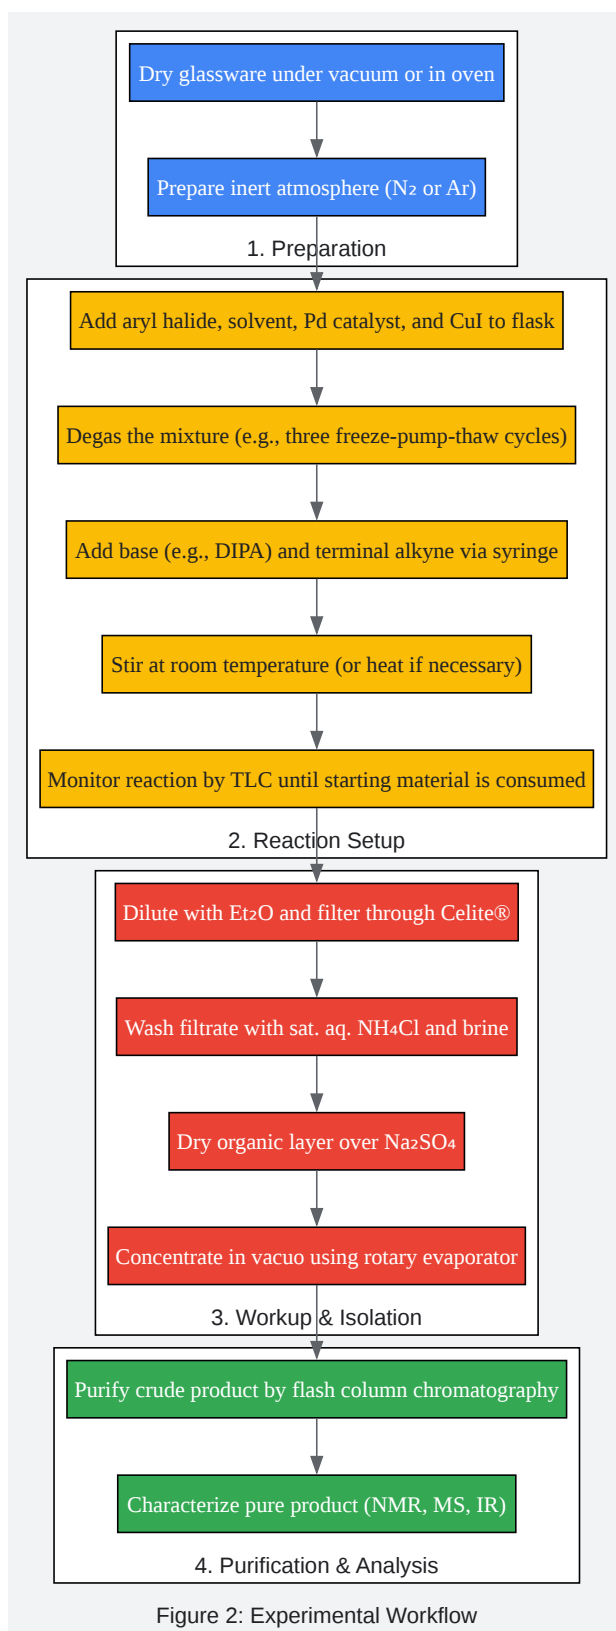 Dry glassware under vacuum or in oven
Prepare inert atmosphere (N₂ or Ar)
1. Preparation
Add aryl halide, solvent, Pd catalyst, and CuI to flask
Degas the mixture (e.g., three freeze-pump-thaw cycles)
Add base (e.g., DIPA) and terminal alkyne via syringe
Stir at room temperature (or heat if necessary)
Monitor reaction by TLC until starting material is consumed
2. Reaction Setup
Dilute with Et₂O and filter through Celite®
Wash filtrate with sat. aq. NH₄Cl and brine
Dry organic layer over Na₂SO₄
Concentrate in vacuo using rotary evaporator
3. Workup & Isolation
Purify crude product by flash column chromatography
Characterize pure product (NMR, MS, IR)
4. Purification & Analysis
Figure 2: Experimental Workflow